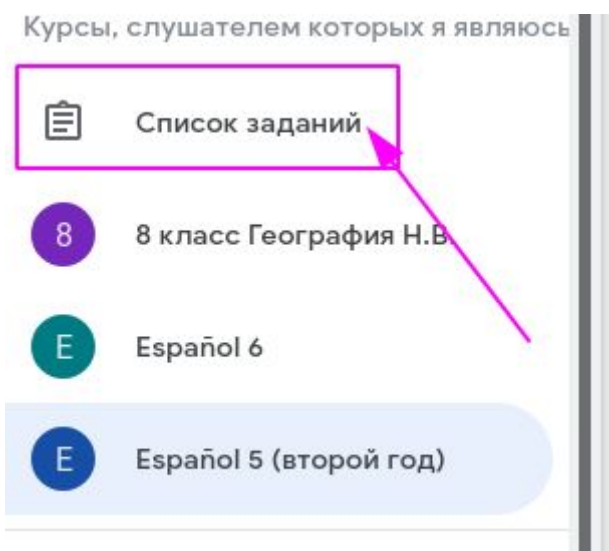 Курсы, слушателем которых я являюсь
Список заданий
8
8 класс География Н.В.
E
Español 6
E
Español 5 (второй год)